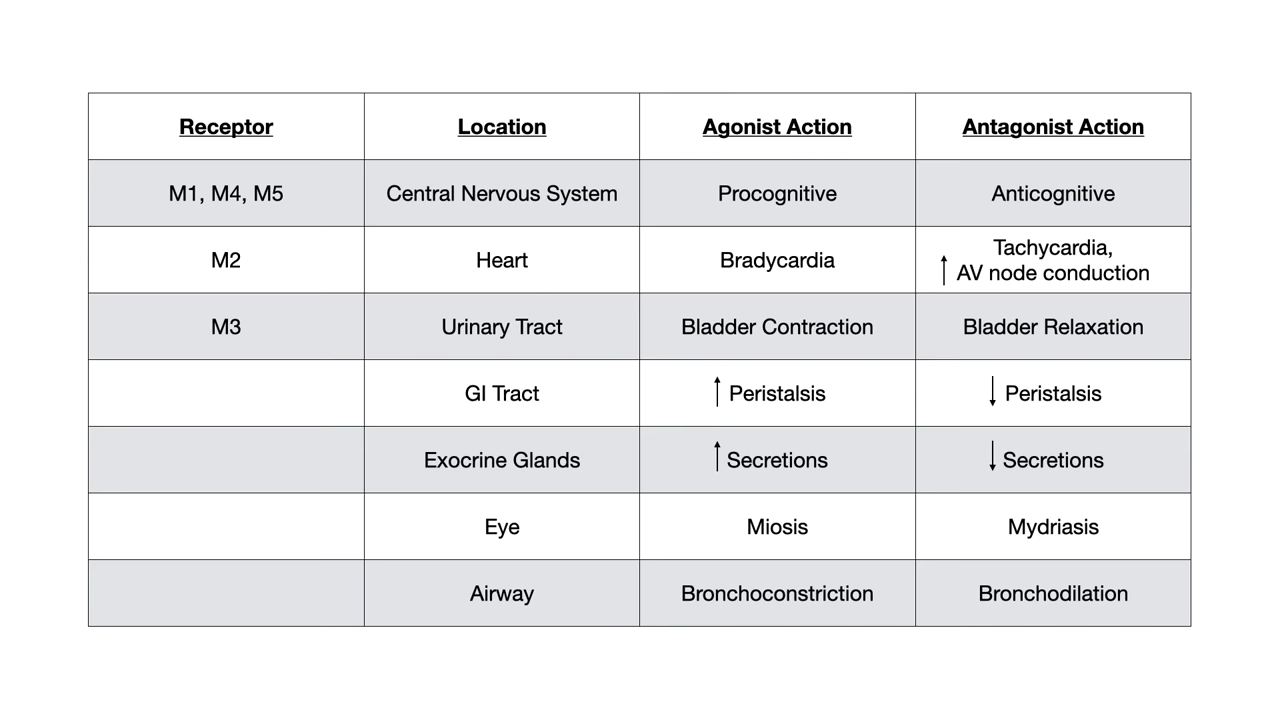 Receptor Location Agonist Action Antagonist Action
M1, M4, M5 Central Nervous System Procognitive Anticognitive
M2 Heart Bradycardia Tachycardia,
↑ AV node conduction
M3 Urinary Tract Bladder Contraction Bladder Relaxation
GI Tract ↑ Peristalsis ↓ Peristalsis
Exocrine Glands ↑ Secretions ↓ Secretions
Eye Miosis Mydriasis
Airway Bronchoconstriction Bronchodilation